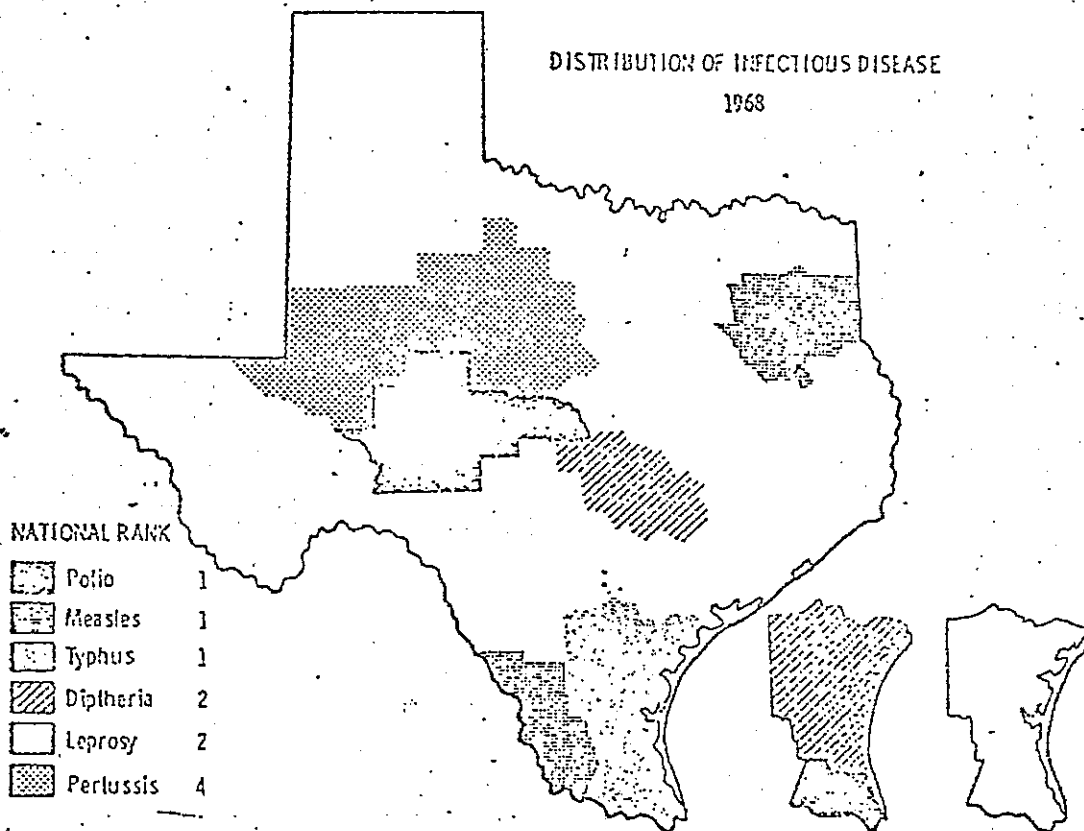 DISTRIBUTION OF INFECTIOUS DISEASE
1968
NATIONAL RANK
Polio 1
Measles 1
Typhus 1
Diptheria 2
Leprosy 2
Pertussis 4